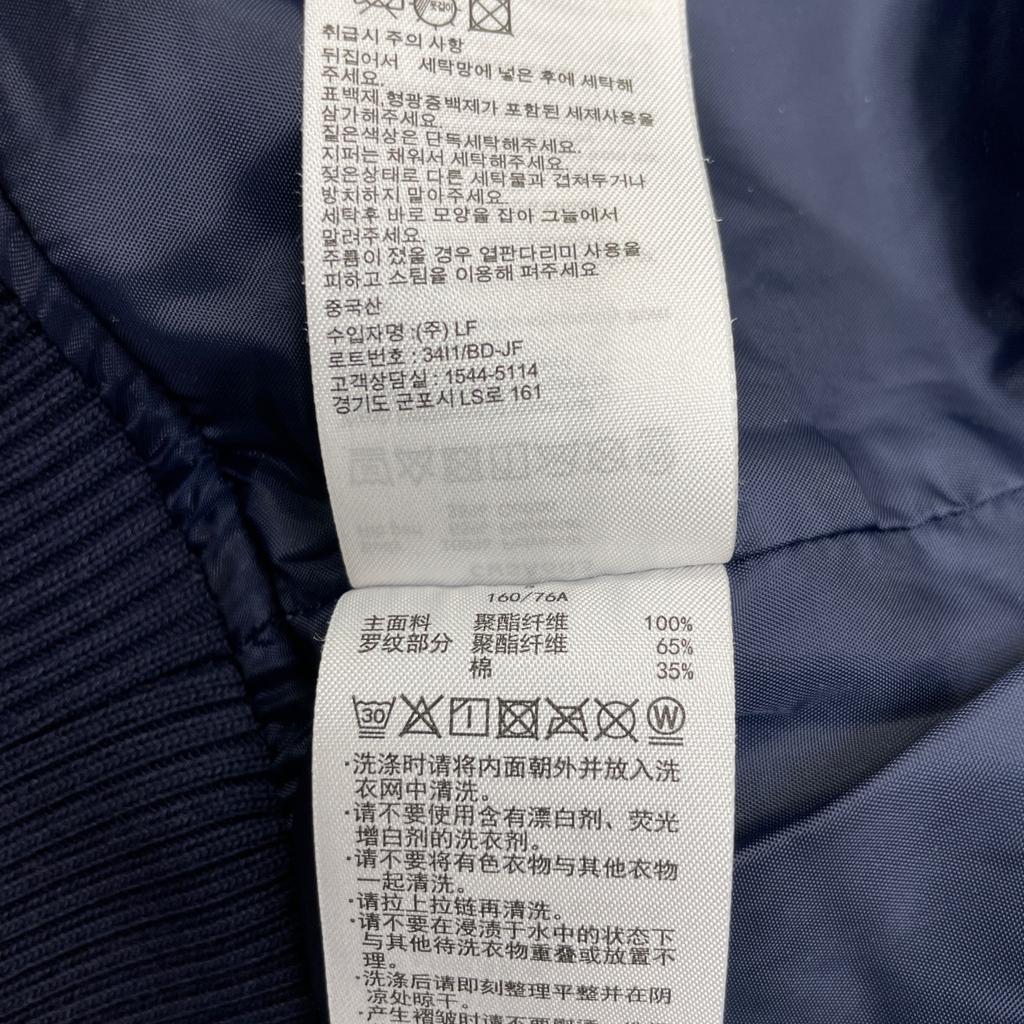 옷걸이
취급시 주의 사항
뒤집어서 세탁망에 넣은 후에 세탁해
주세요.
표백제,형광증백제가 포함된 세제사용을
삼가해주세요.
짙은색상은 단독세탁해주세요.
지퍼는 채워서 세탁해주세요.
젖은상태로 다른 세탁물과 겹쳐두거나
방치하지 말아주세요.
세탁후 바로 모양을 잡아 그늘에서
말려주세요.
주름이 졌을 경우 열판다리미 사용을
피하고 스팀을 이용해 펴주세요
중국산
수입자명 :(주) LF
로트번호 : 34I1/BD-JF
고객상담실 : 1544-5114
경기도 군포시 LS로 161
160/76A
主面料 聚酯纤维 100%
罗纹部分 聚酯纤维 65%
棉 35%
30 W
·洗涤时请将内面朝外并放入洗
衣网中清洗。
·请不要使用含有漂白剂、荧光
增白剂的洗衣剂。
·请不要将有色衣物与其他衣物
一起清洗。
·请拉上拉链再清洗。
·请不要在浸渍于水中的状态下
与其他待洗衣物重叠或放置不
理。
·洗涤后请即刻整理平整并在阴
凉处晾干。
·产生褶皱时请不要